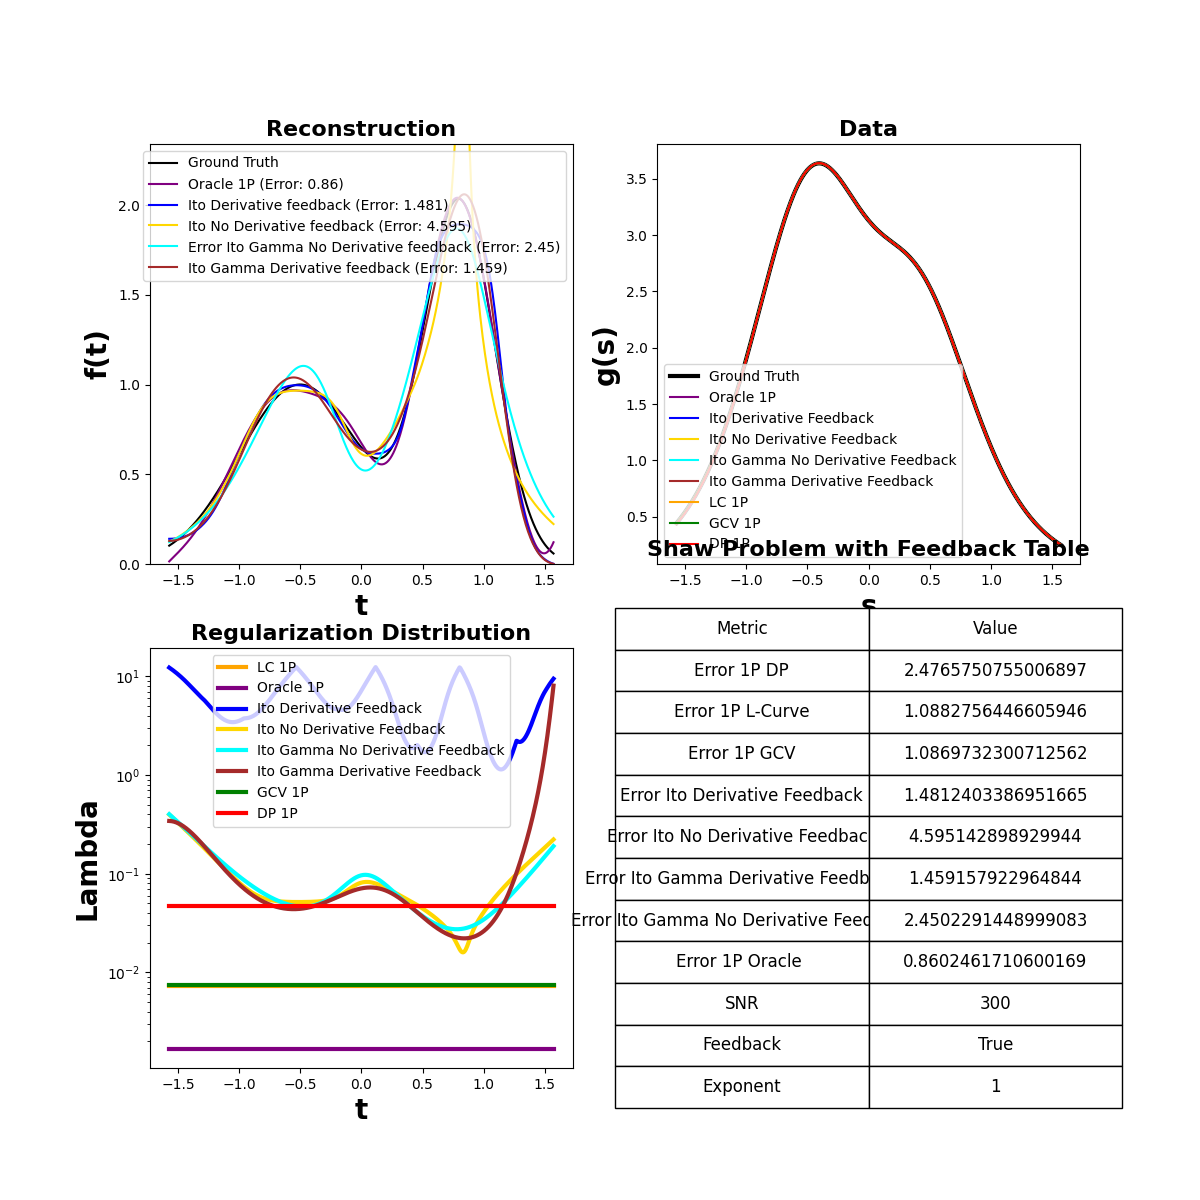 Reconstruction
f(t)
2.0
1.5
1.0
0.5
0.0
Ground Truth
Oracle 1P (Error: 0.86)
Ito Derivative feedback (Error: 1.481)
Ito No Derivative feedback (Error: 4.595)
Error Ito Gamma No Derivative feedback (Error: 2.45)
Ito Gamma Derivative feedback (Error: 1.459)
−1.5 −1.0 −0.5 0.0 0.5 1.0 1.5
t
Data
g(s)
3.5
3.0
2.5
2.0
1.5
1.0
0.5
Ground Truth
Oracle 1P
Ito Derivative Feedback
Ito No Derivative Feedback
Ito Gamma No Derivative Feedback
Ito Gamma Derivative Feedback
LC 1P
GCV 1P
DP 1P
−1.5 −1.0 −0.5 0.0 0.5 1.0 1.5
s
Regularization Distribution
Lambda
10^1
10^0
10^−1
10^−2
LC 1P
Oracle 1P
Ito Derivative Feedback
Ito No Derivative Feedback
Ito Gamma No Derivative Feedback
Ito Gamma Derivative Feedback
GCV 1P
DP 1P
−1.5 −1.0 −0.5 0.0 0.5 1.0 1.5
t
Shaw Problem with Feedback Table
Metric Value
Error 1P DP 2.4765750755006897
Error 1P L-Curve 1.0882756446605946
Error 1P GCV 1.0869732300712562
Error Ito Derivative Feedback 1.4812403386951665
Error Ito No Derivative Feedbac 4.595142898929944
Error Ito Gamma Derivative Feedb 1.459157922964844
Error Ito Gamma No Derivative Feec 2.4502291448999083
Error 1P Oracle 0.8602461710600169
SNR 300
Feedback True
Exponent 1